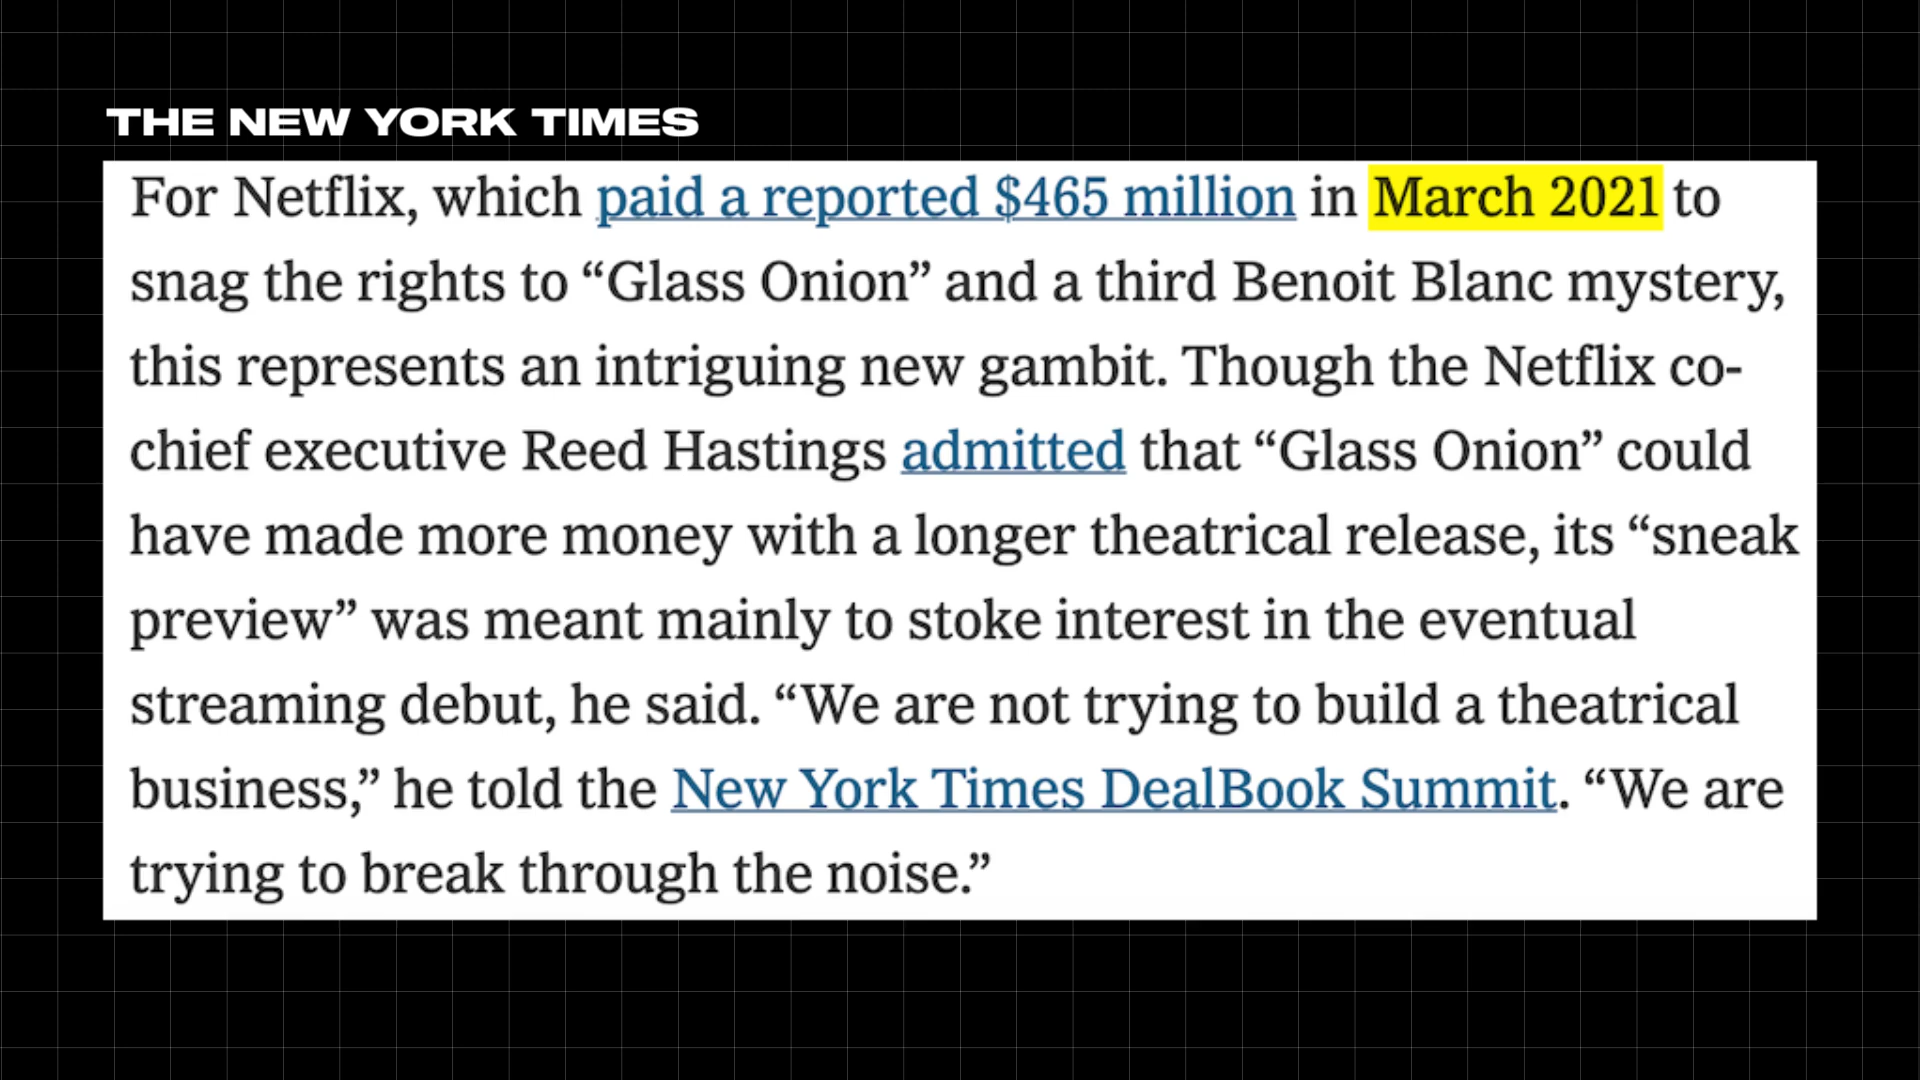 THE NEW YORK TIMES
For Netflix, which paid a reported $465 million in March 2021 to
snag the rights to “Glass Onion” and a third Benoit Blanc mystery,
this represents an intriguing new gambit. Though the Netflix co-
chief executive Reed Hastings admitted that “Glass Onion” could
have made more money with a longer theatrical release, its “sneak
preview” was meant mainly to stoke interest in the eventual
streaming debut, he said. “We are not trying to build a theatrical
business,” he told the New York Times DealBook Summit. “We are
trying to break through the noise.”